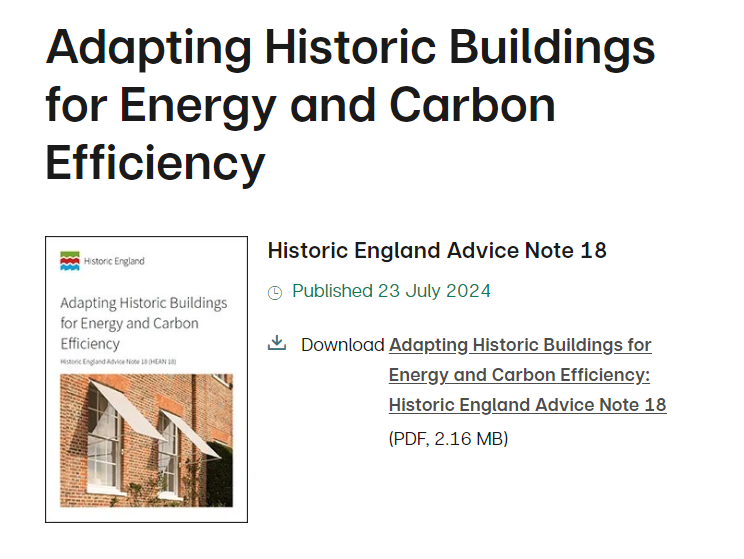 Adapting Historic Buildings
for Energy and Carbon
Efficiency
Historic England
Adapting Historic Buildings
for Energy and Carbon
Efficiency
Historic England Advice Note 18 (HEAN 18)
Historic England Advice Note 18
Published 23 July 2024
Download Adapting Historic Buildings for
Energy and Carbon Efficiency:
Historic England Advice Note 18
(PDF, 2.16 MB)